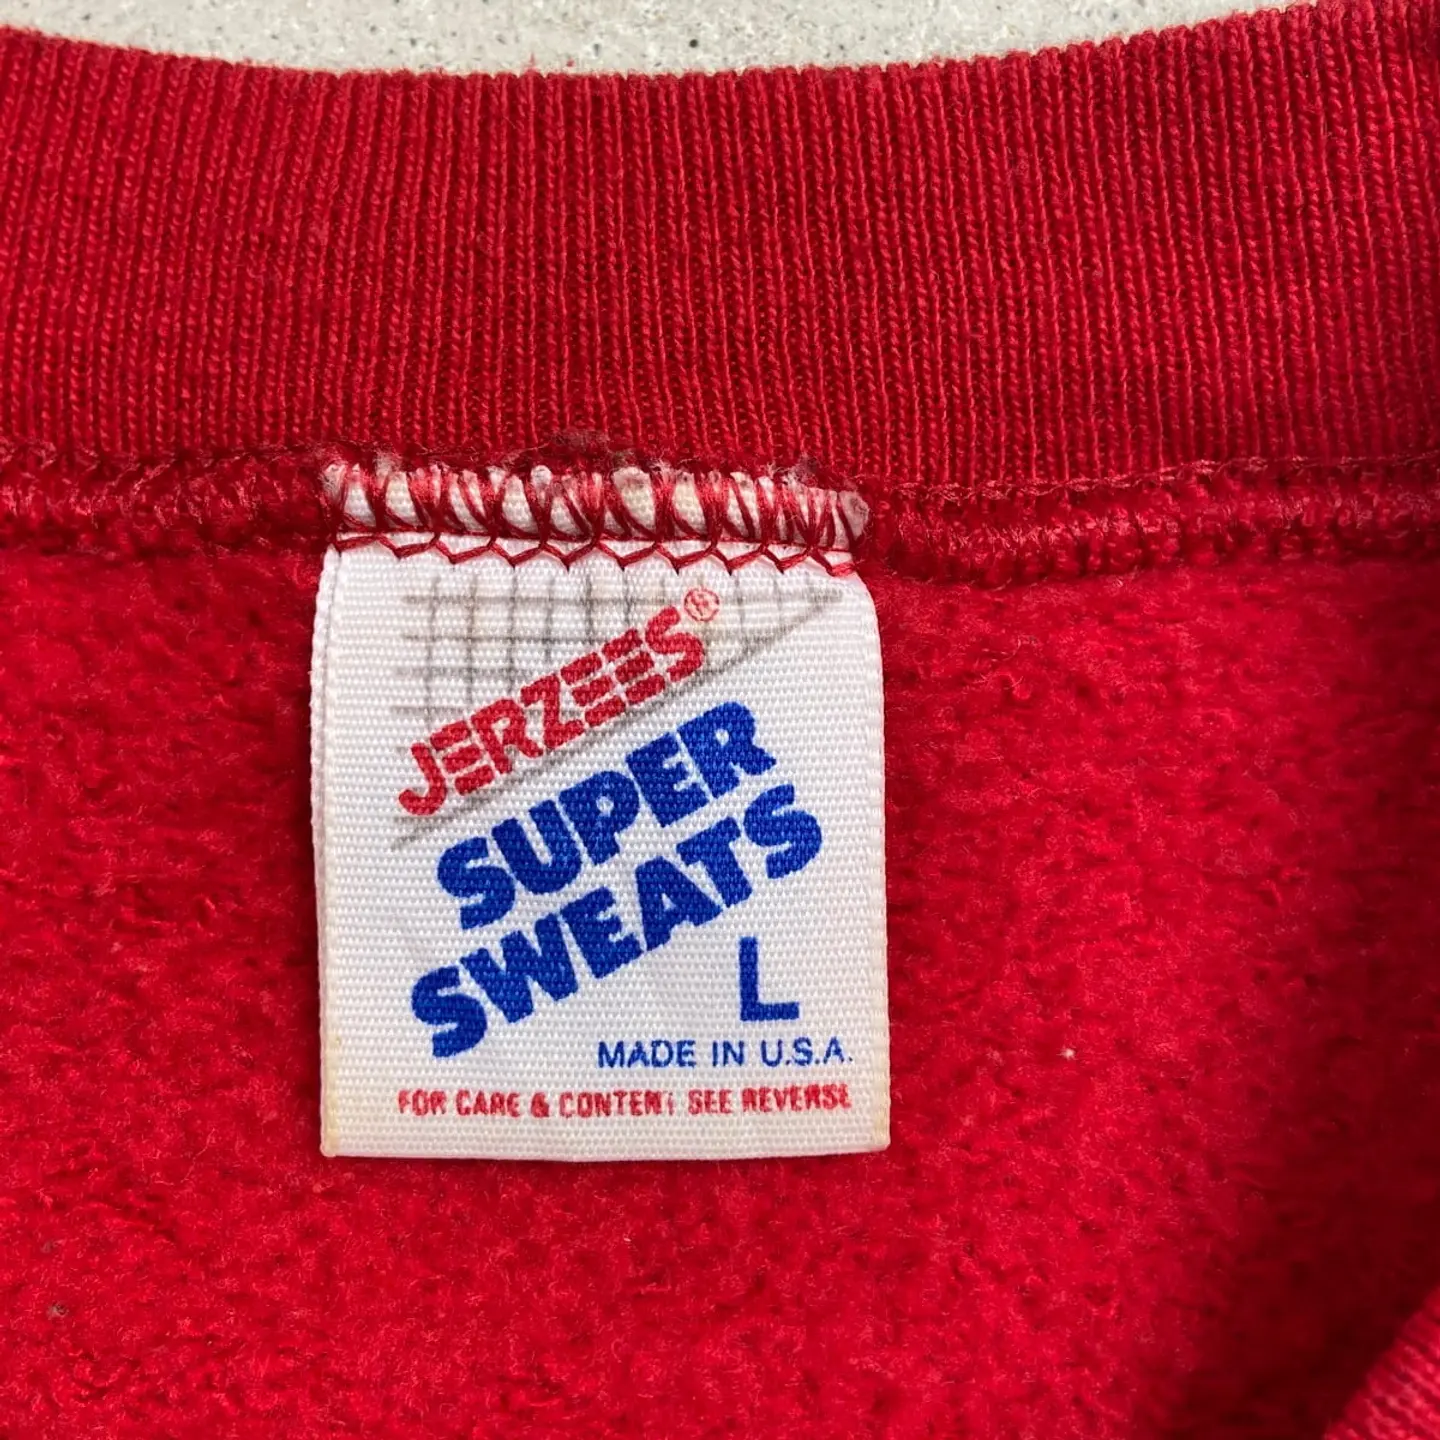 JERZEES®
SUPER
SWEATS
L
MADE IN U.S.A.
FOR CARE & CONTENT SEE REVERSE